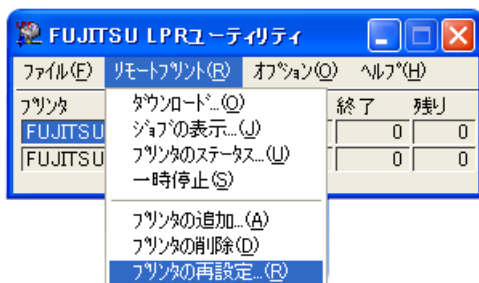 FUJITSU LPRユーティリティ
ファイル(F) リモートプリント(R) オプション(O) ヘルプ(H)
プリンタ 終了 残り
FUJITSU 0 0
FUJITSU 0 0
ダウンロード...(O)
ジョブの表示...(J)
プリンタのステータス...(U)
一時停止(S)
プリンタの追加...(A)
プリンタの削除(D)
プリンタの再設定...(R)